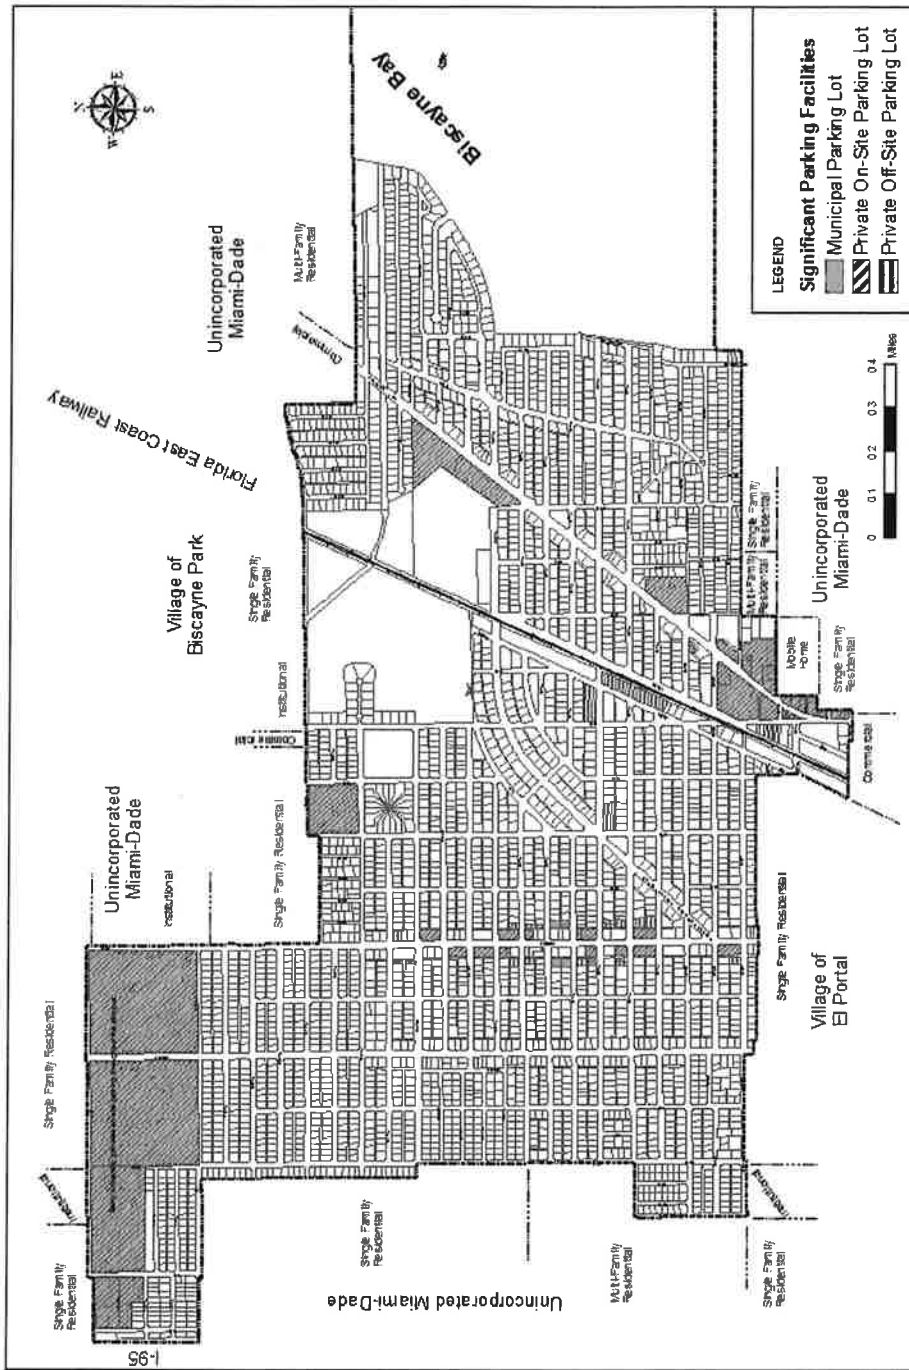 N
E
S
W
Biscayne Bay
Unincorporated
Miami-Dade
Multi-Family
Residential
Commercial
Florida East Coast Railway
Village of
Biscayne Park
Single Family
Residential
Institutional
Commercial
Unincorporated
Miami-Dade
Institutional
Single Family Residential
Single Family Residential
Institutional
Single Family
Residential
I-95
Unincorporated Miami-Dade
Single Family
Residential
Multi-Family
Residential
Single Family
Residential
Institutional
Village of
El Portal
Single Family Residential
Commercial
Single Family
Residential
Mobile
Home
Multi-Family
Residential
Single Family
Residential
Unincorporated
Miami-Dade
0 0.1 0.2 0.3 0.4
Miles
LEGEND
Significant Parking Facilities
Municipal Parking Lot
Private On-Site Parking Lot
Private Off-Site Parking Lot